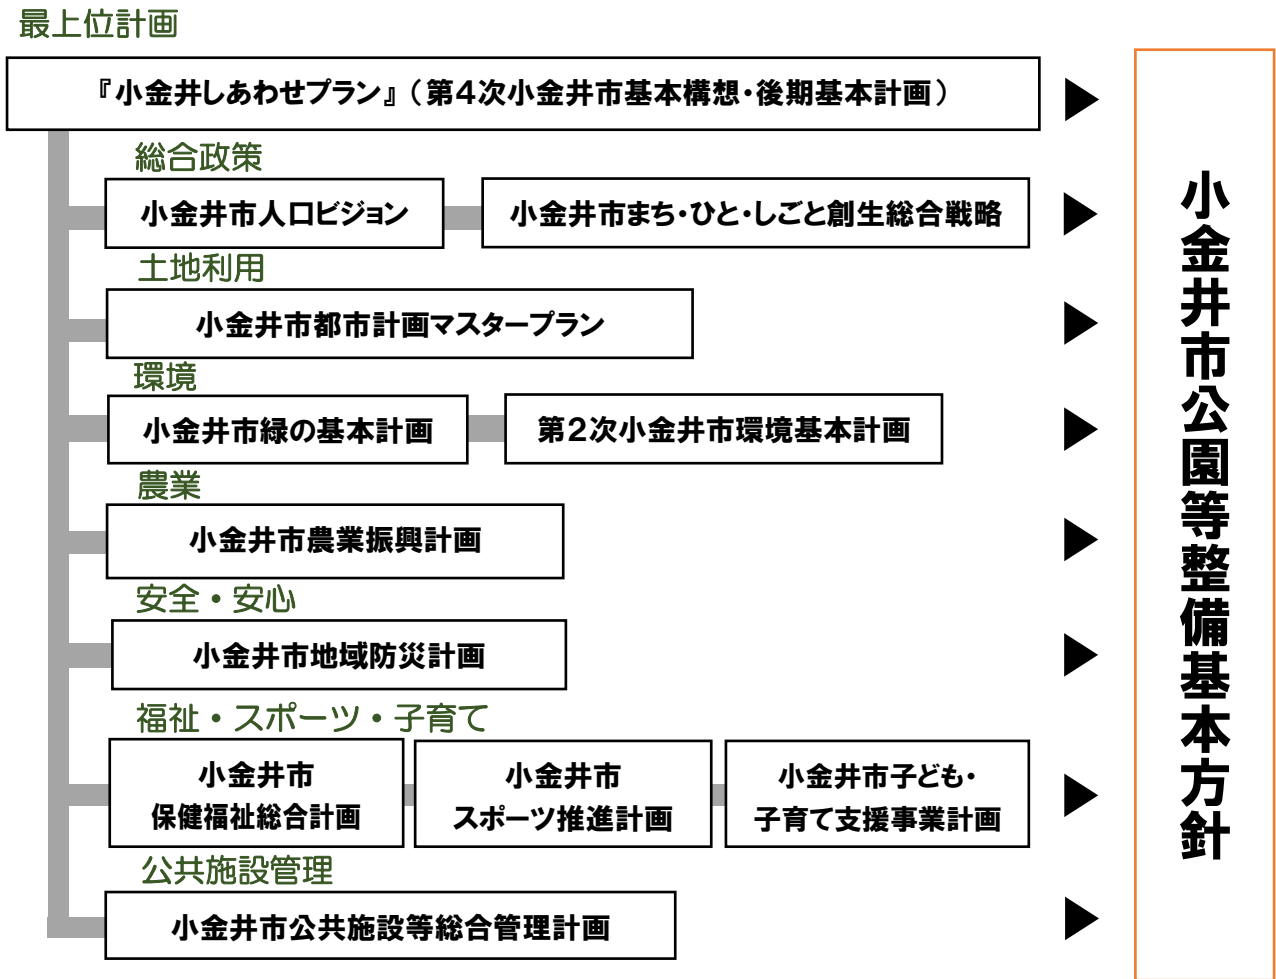 最上位計画
『小金井しあわせプラン』（第4次小金井市基本構想・後期基本計画）
総合政策
小金井市人口ビジョン
小金井市まち・ひと・しごと創生総合戦略
土地利用
小金井市都市計画マスタープラン
環境
小金井市緑の基本計画
第2次小金井市環境基本計画
農業
小金井市農業振興計画
安全・安心
小金井市地域防災計画
福祉・スポーツ・子育て
小金井市
保健福祉総合計画
小金井市
スポーツ推進計画
小金井市子ども・
子育て支援事業計画
公共施設管理
小金井市公共施設等総合管理計画
小金井市公園等整備基本方針